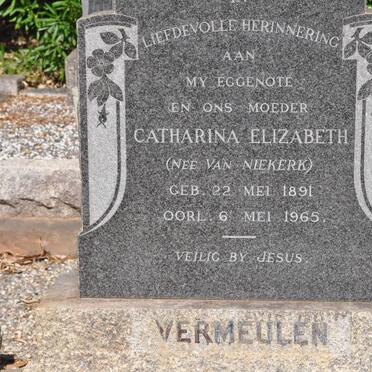 IN
LIEFDEVOLLE HERINNERING
AAN
MY EGGENOTE
EN ONS MOEDER
CATHARINA ELIZABETH
(NEE VAN NIEKERK)
GEB. 22 MEI 1891
OORL. 6 MEI 1965.
VEILIG BY JESUS.
VERMEULEN